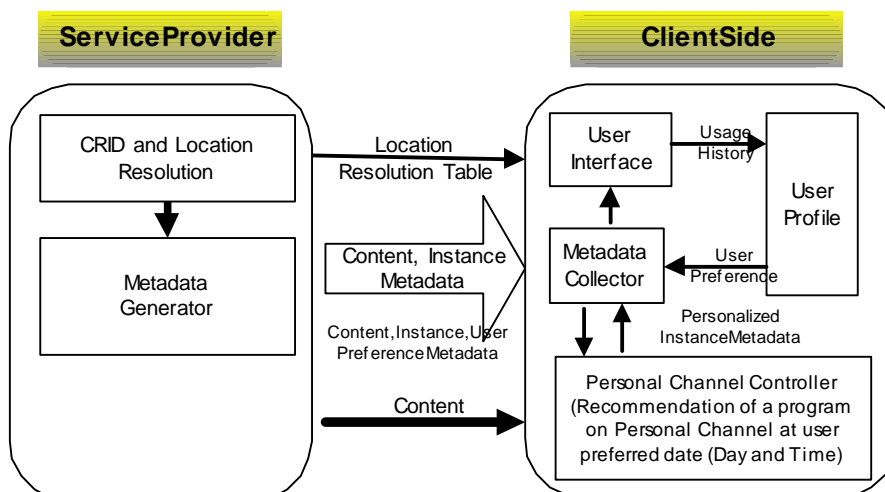 ServiceProvider
ClientSide
CRID and Location
Resolution
Metadata
Generator
Location
Resolution Table
Content, Instance
Metadata
Content,Instance,User
PreferenceMetadata
Content
User
Interface
Usage
History
User
Profile
Metadata
Collector
User
Preference
Personalized
InstanceMetadata
Personal Channel Controller
(Recommendation of a program
on Personal Channel at user
preferred date (Day and Time)